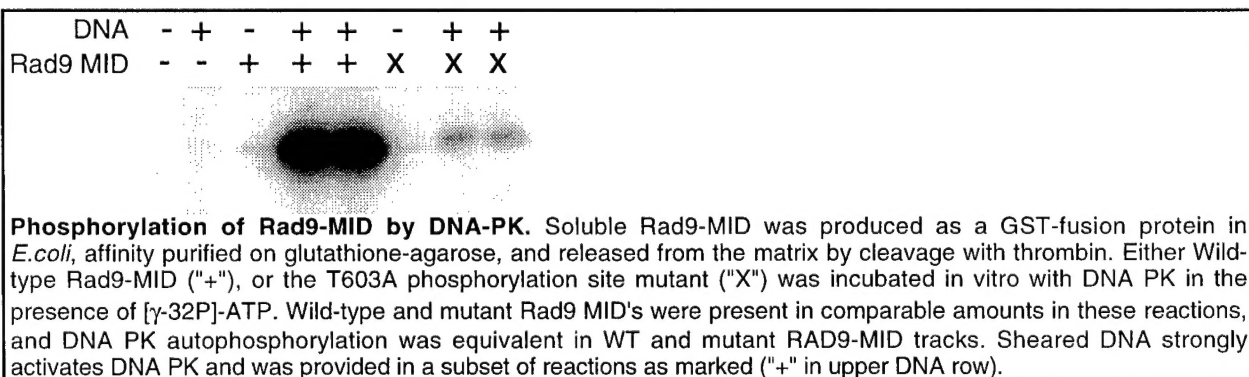 DNA - + - + + - + +
Rad9 MID - - + + + X X X
Phosphorylation of Rad9-MID by DNA-PK. Soluble Rad9-MID was produced as a GST-fusion protein in
E.coli, affinity purified on glutathione-agarose, and released from the matrix by cleavage with thrombin. Either Wild-
type Rad9-MID ("+"), or the T603A phosphorylation site mutant ("X") was incubated in vitro with DNA PK in the
presence of [γ-32P]-ATP. Wild-type and mutant Rad9 MID's were present in comparable amounts in these reactions,
and DNA PK autophosphorylation was equivalent in WT and mutant RAD9-MID tracks. Sheared DNA strongly
activates DNA PK and was provided in a subset of reactions as marked ("+" in upper DNA row).